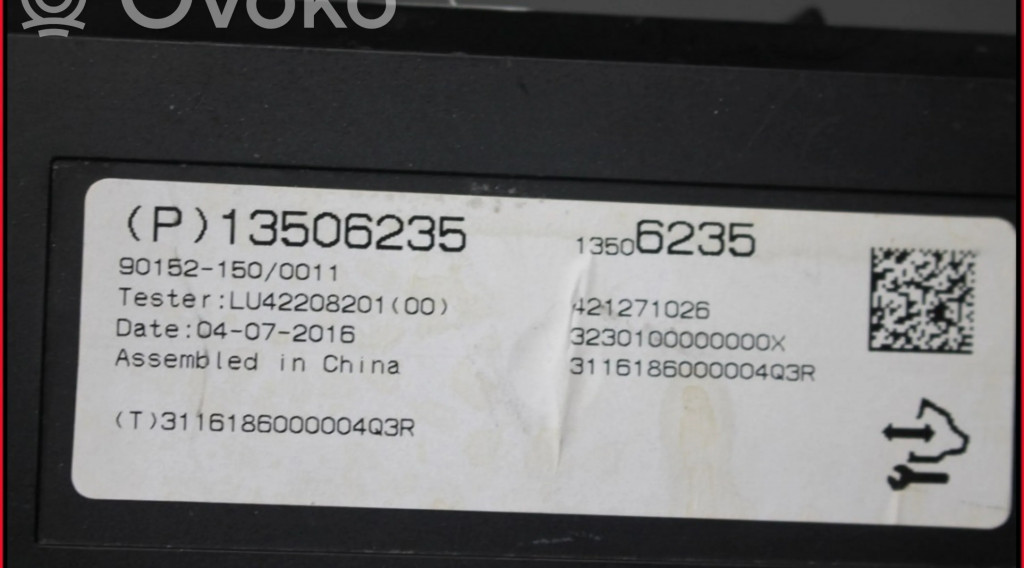 Ovoko
(P)13506235
90152-150/0011
Tester:LU42208201(00)
Date:04-07-2016
Assembled in China
(T)3116186000004Q3R
13506235
421271026
3230100000000X
3116186000004Q3R